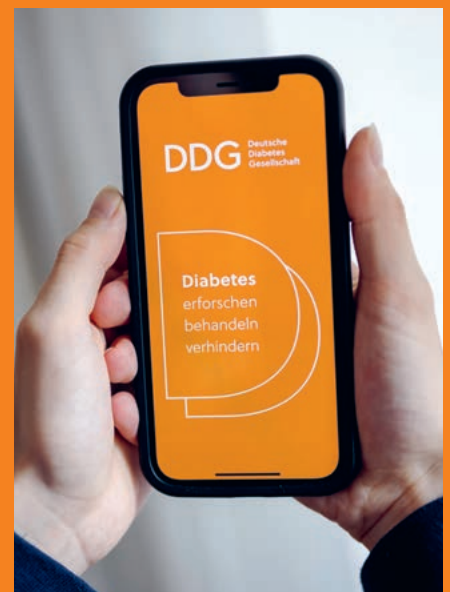 DDG Deutsche
Diabetes
Gesellschaft
Diabetes
erforschen
behandeln
verhindern